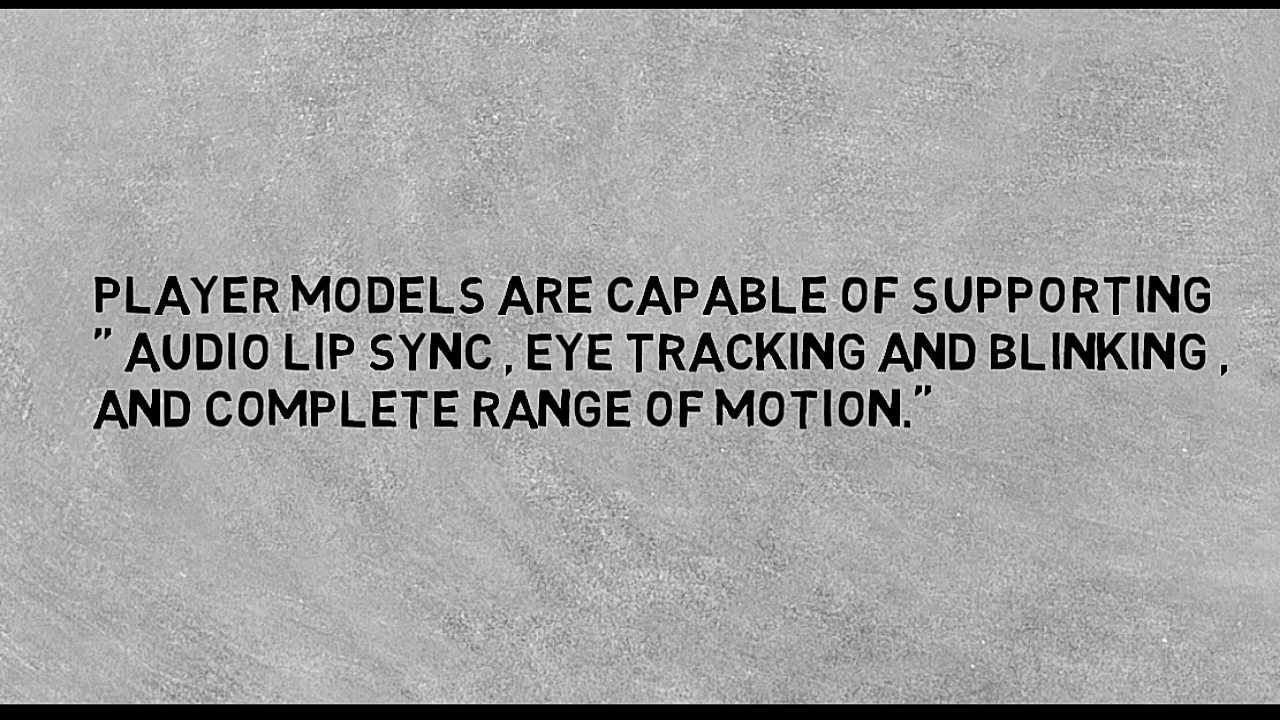 PLAYER MODELS ARE CAPABLE OF SUPPORTING
" AUDIO LIP SYNC , EYE TRACKING AND BLINKING ,
AND COMPLETE RANGE OF MOTION."